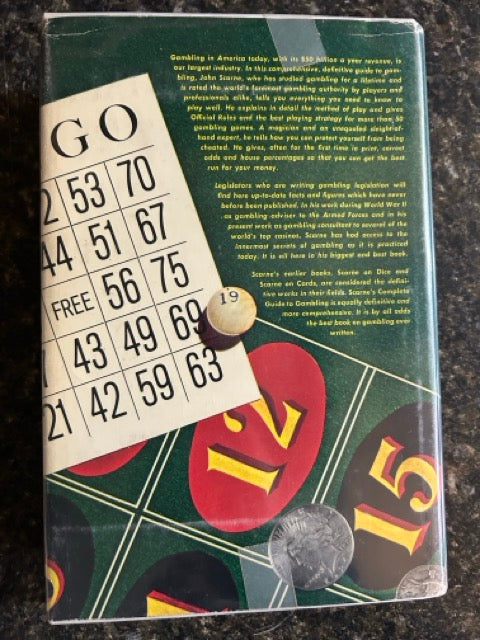 Gambling in America today, with its $50 billion a year revenue, is
our largest industry. In this comprehensive, definitive guide to gam-
bling, John Scarne, who has studied gambling for a lifetime and
is rated the world's foremost gambling authority by players and
professionals alike, tells you everything you need to know to
play well. He explains in detail the method of play and gives
Official Rules and the best playing strategy for more than 50
gambling games. A magician and an unequaled sleight-of-
hand expert, he tells how you can protect yourself from being
cheated. He gives, often for the first time in print, correct
odds and house percentages so that you can get the best
run for your money.
Legislators who are writing gambling legislation will
find here up-to-date facts and figures which have never
before been published. In his work during World War II
as gambling adviser to the Armed Forces and in his
present work as gambling consultant to several of the
world's top casinos, Scarne has had access to the
innermost secrets of gambling as it is practiced
today. It is all here in his biggest and best book.
Scarne's earlier books, Scarne on Dice and
Scarne on Cards, are considered the defini-
tive works in their fields. Scarne's Complete
Guide to Gambling is equally definitive and
more comprehensive. It is by all odds
the best book on gambling ever
written.
GO
2 53 70
44 51 67
FREE 56 75
43 49 69
21 42 59 63
19
12
15